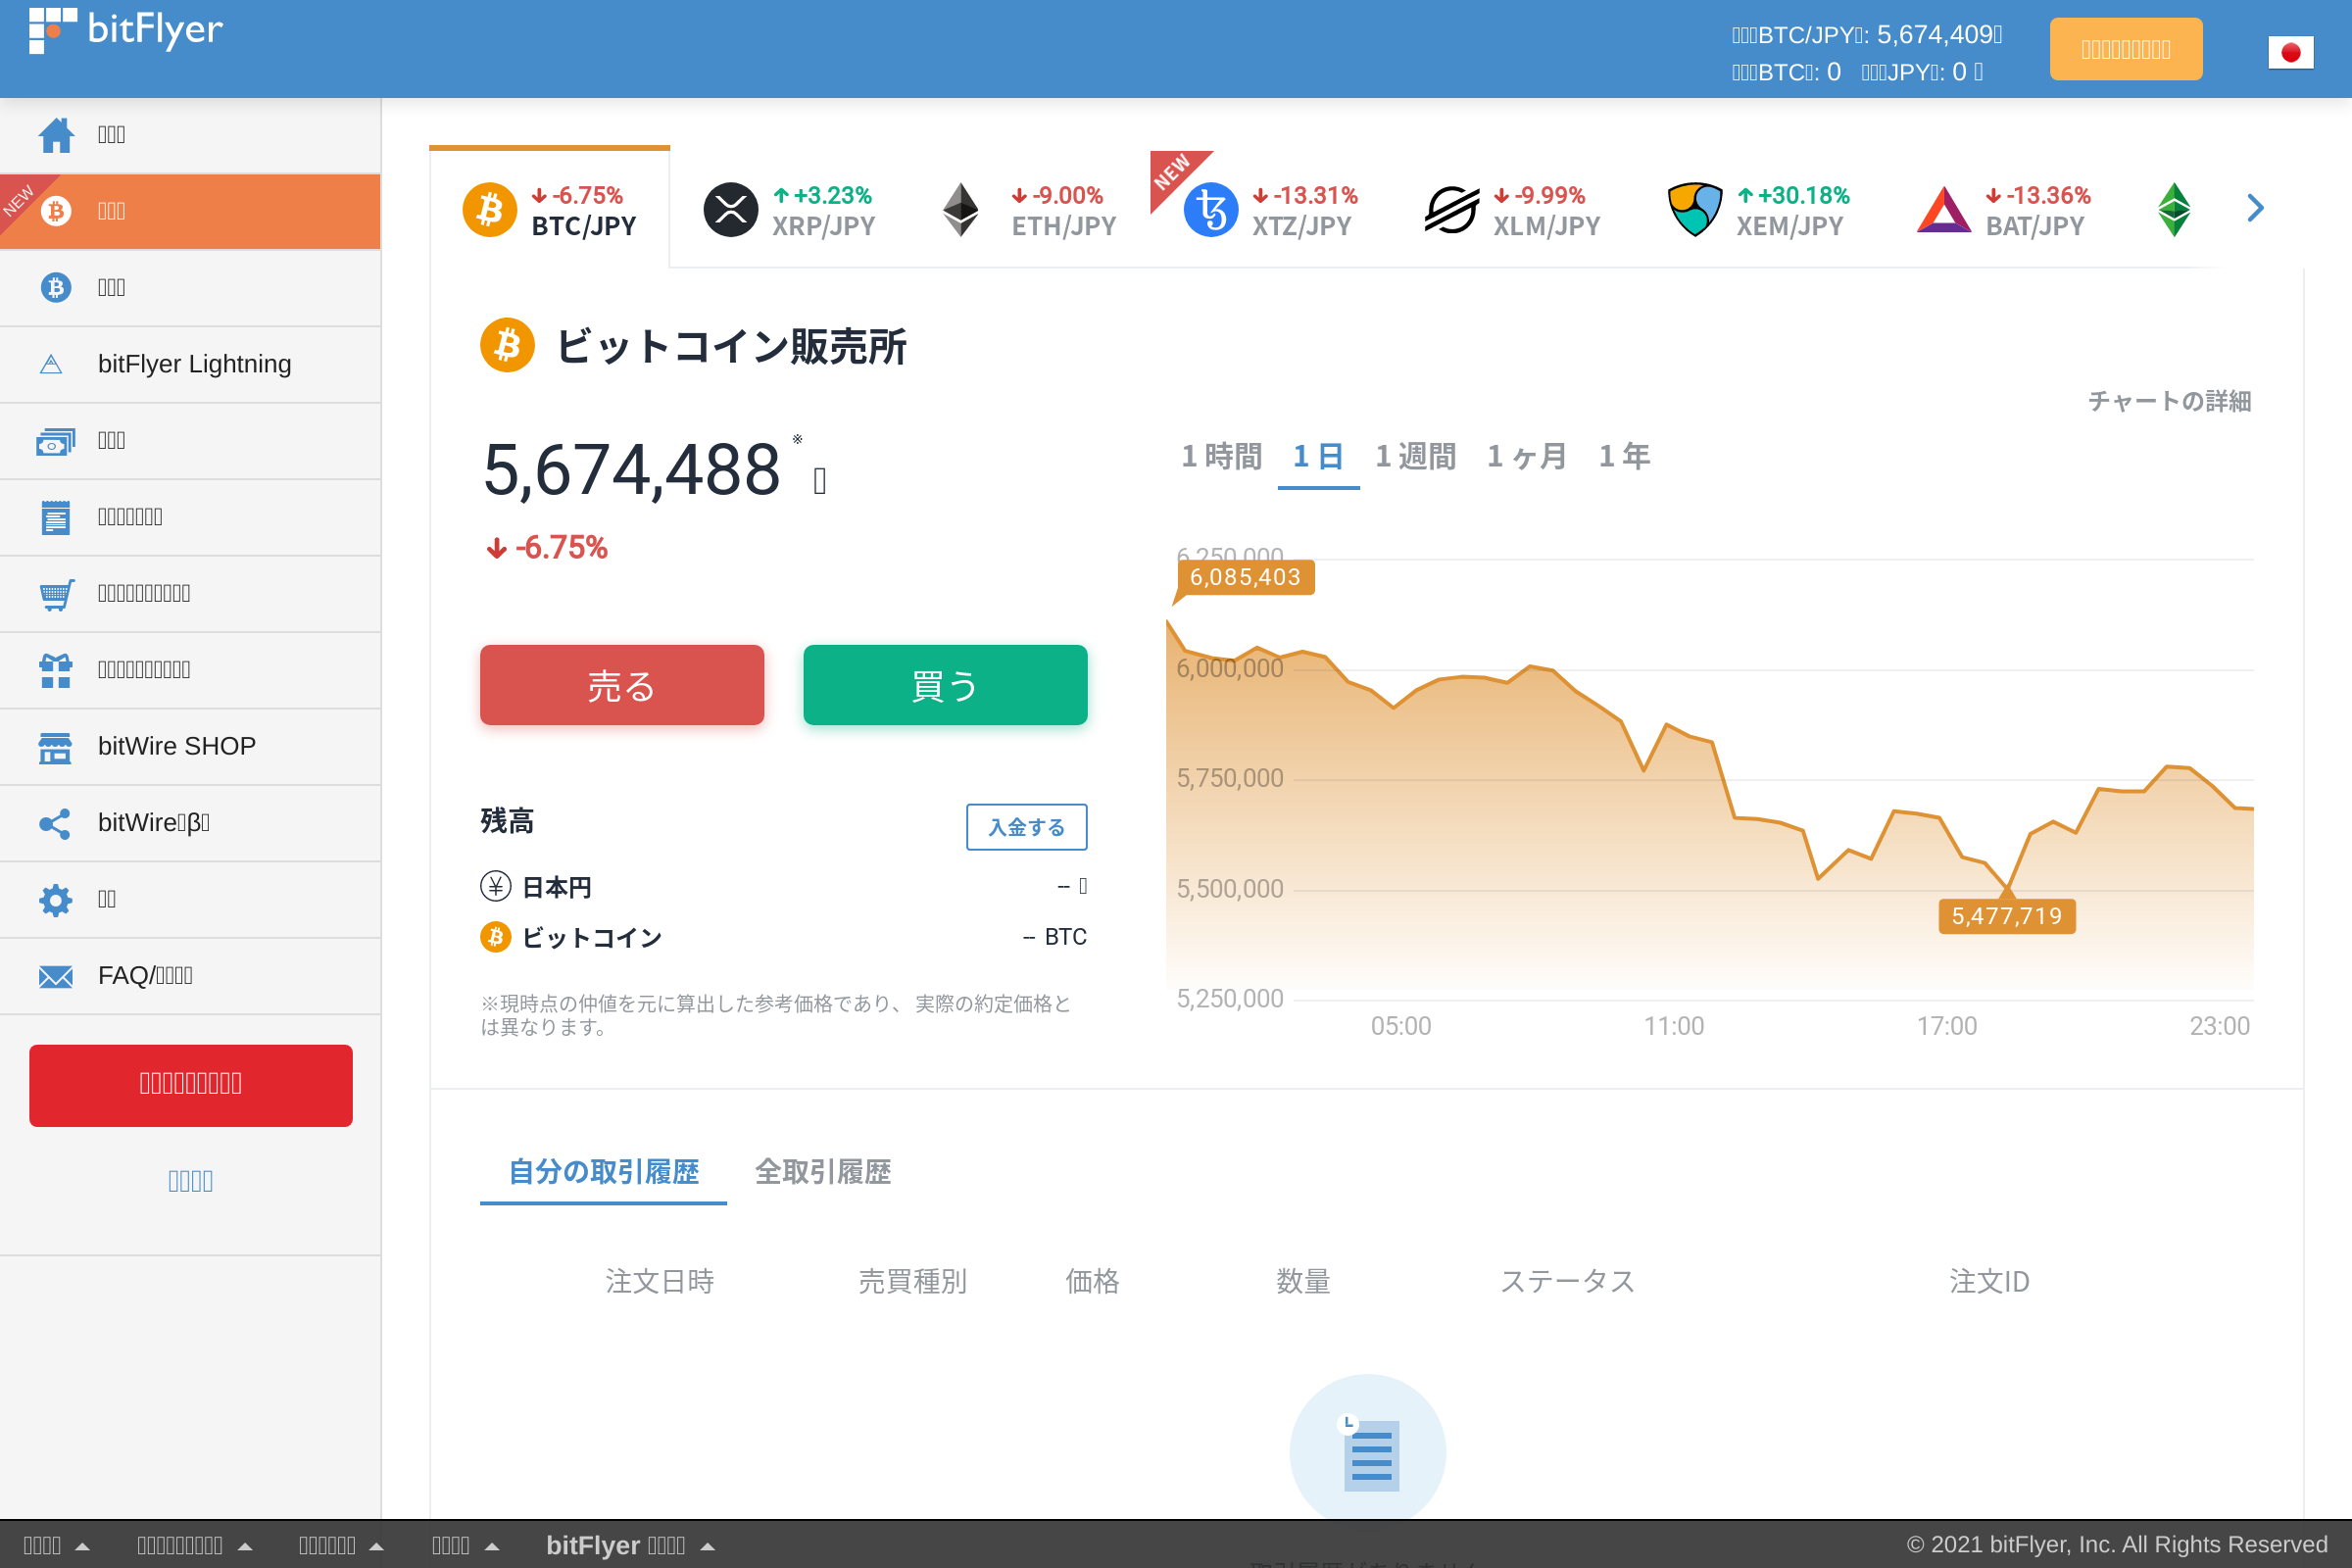 bitFlyer
BTC/JPY: 5,674,409
BTC: 0 JPY: 0
NEW
bitFlyer Lightning
bitWire SHOP
bitWire β
FAQ/
-6.75%
BTC/JPY
+3.23%
XRP/JPY
-9.00%
ETH/JPY
NEW
-13.31%
XTZ/JPY
-9.99%
XLM/JPY
+30.18%
XEM/JPY
-13.36%
BAT/JPY
ビットコイン販売所
チャートの詳細
5,674,488 ※
-6.75%
1 時間 1 日 1 週間 1 ヶ月 1 年
売る 買う
残高 入金する
日本円 --
ビットコイン -- BTC
※現時点の仲値を元に算出した参考価格であり、 実際の約定価格と
は異なります。
6,250,000
6,085,403
6,000,000
5,750,000
5,500,000
5,477,719
5,250,000
05:00 11:00 17:00 23:00
自分の取引履歴 全取引履歴
注文日時 売買種別 価格 数量 ステータス 注文ID
bitFlyer
© 2021 bitFlyer, Inc. All Rights Reserved